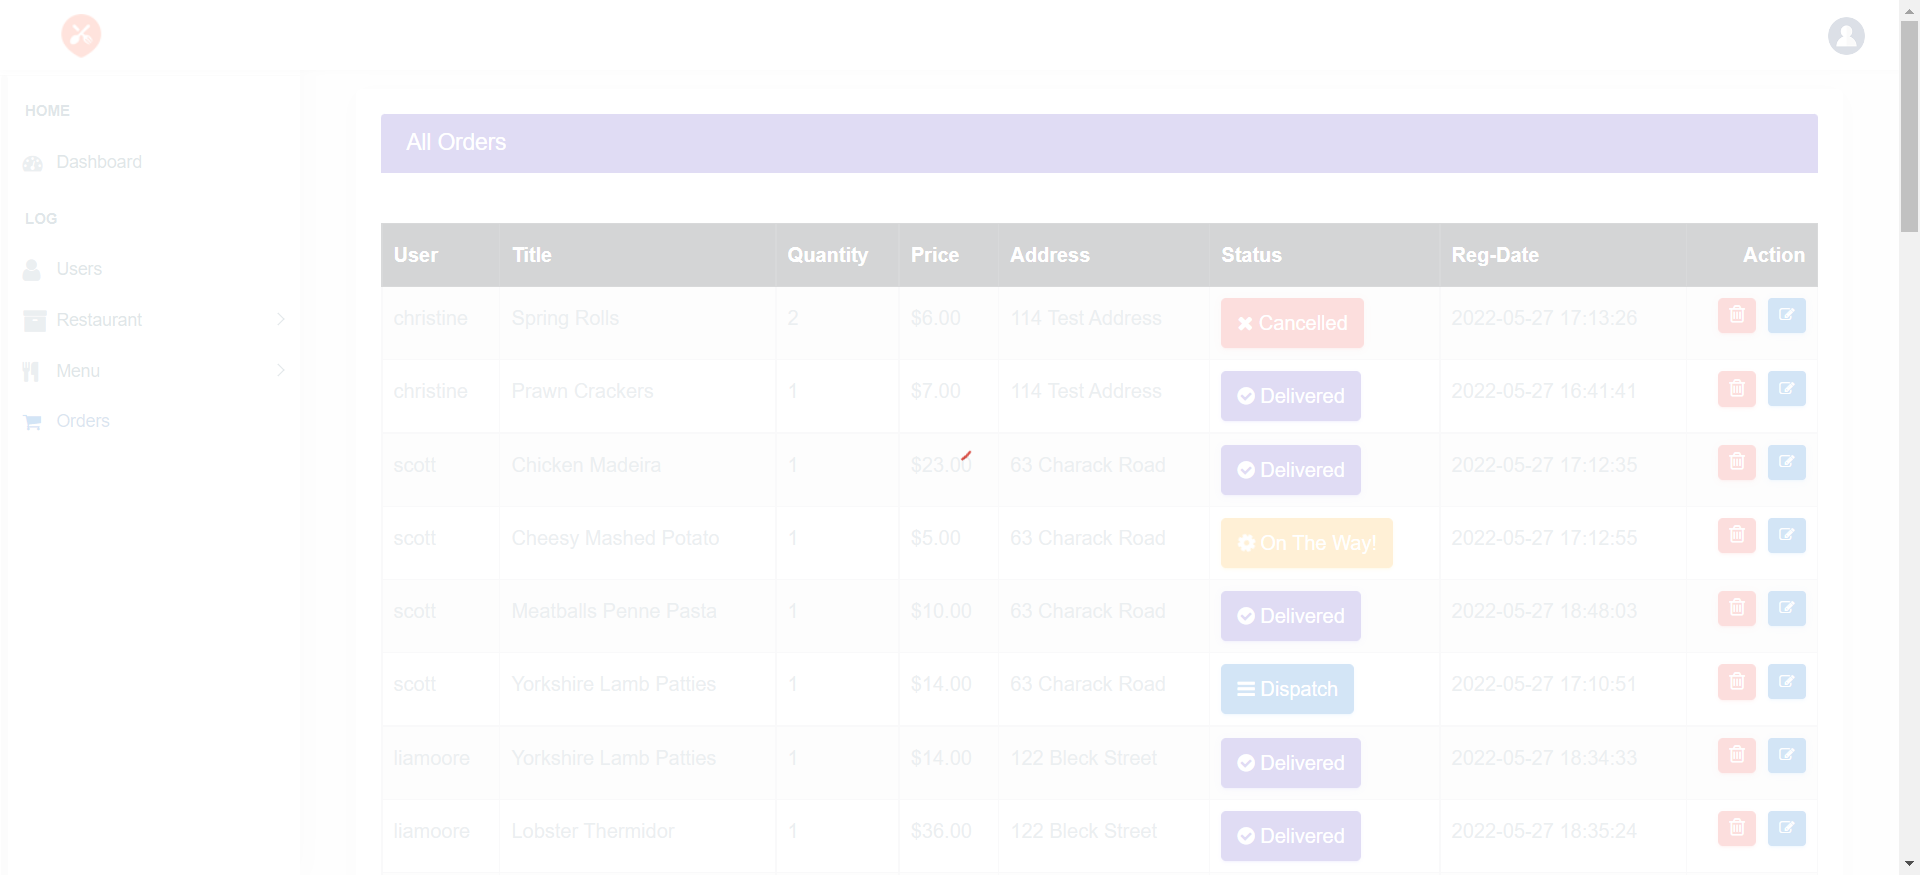 HOME
Dashboard
LOG
Users
Restaurant
Menu
Orders
All Orders
User Title Quantity Price Address Status Reg-Date Action
christine Spring Rolls 2 $6.00 114 Test Address Cancelled 2022-05-27 17:13:26
christine Prawn Crackers 1 $7.00 114 Test Address Delivered 2022-05-27 16:41:41
scott Chicken Madeira 1 $23.00 63 Charack Road Delivered 2022-05-27 17:12:35
scott Cheesy Mashed Potato 1 $5.00 63 Charack Road On The Way! 2022-05-27 17:12:55
scott Meatballs Penne Pasta 1 $10.00 63 Charack Road Delivered 2022-05-27 18:48:03
scott Yorkshire Lamb Patties 1 $14.00 63 Charack Road Dispatch 2022-05-27 17:10:51
liamoore Yorkshire Lamb Patties 1 $14.00 122 Bleck Street Delivered 2022-05-27 18:34:33
liamoore Lobster Thermidor 1 $36.00 122 Bleck Street Delivered 2022-05-27 18:35:24